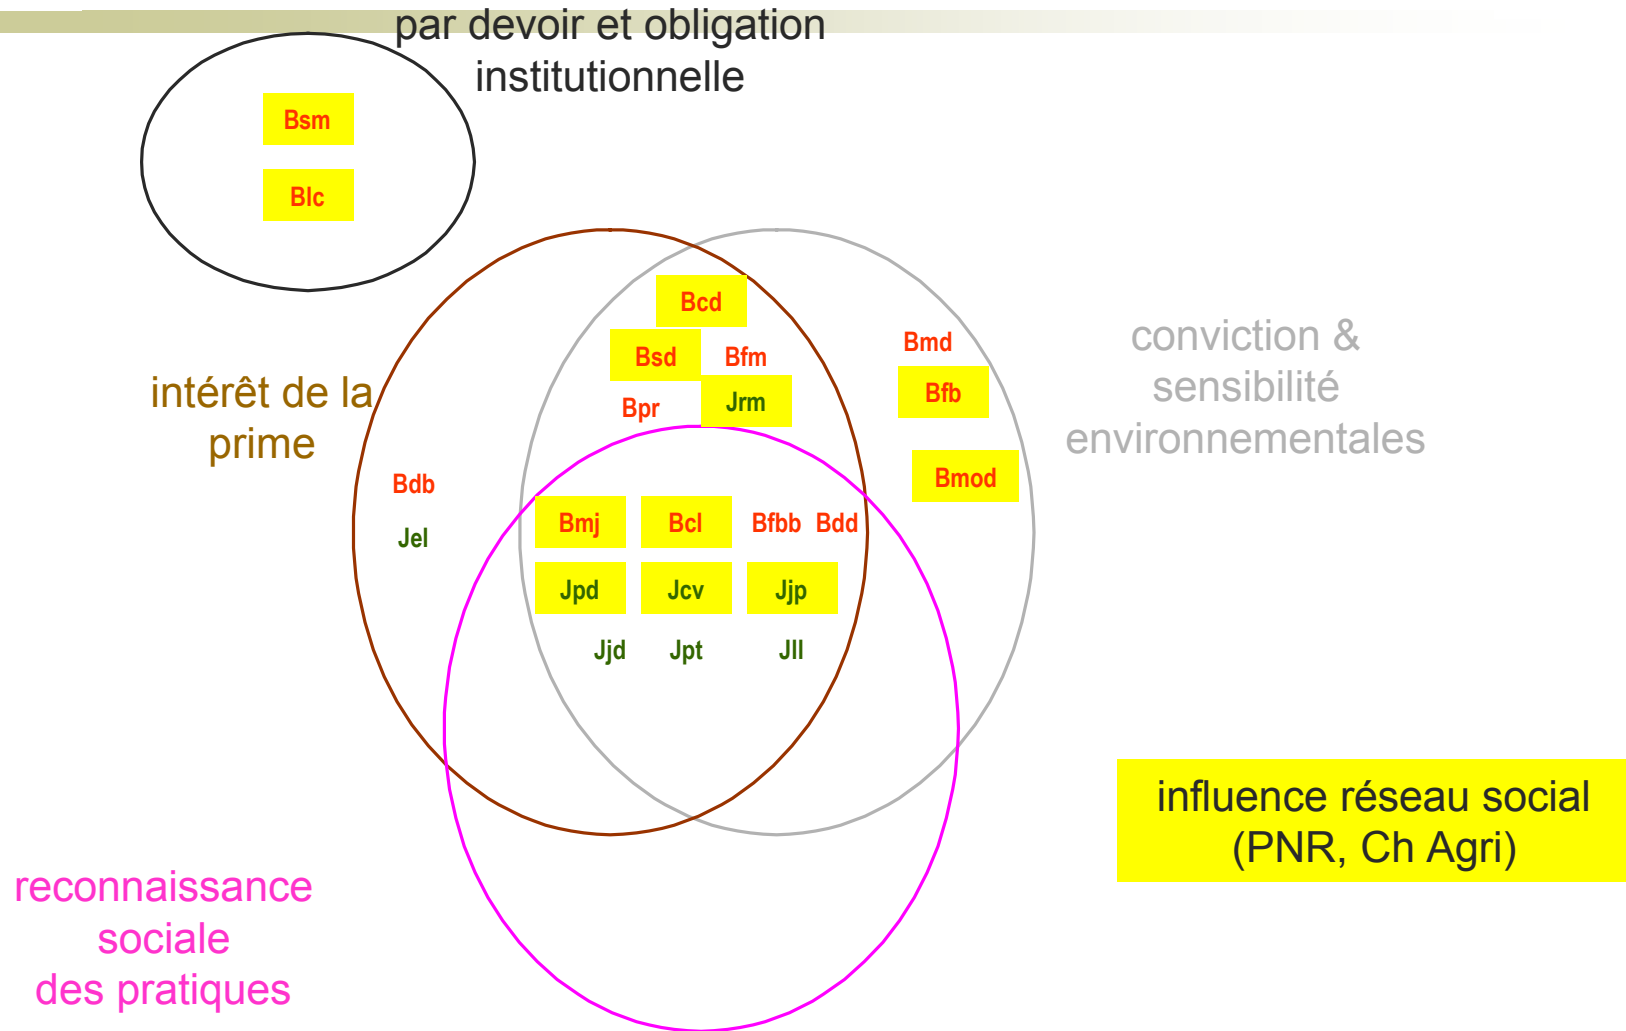 par devoir et obligation
institutionnelle
Bsm
Blc
Bcd
Bsd Bfm
Bpr Jrm
Bmd
Bfb
Bmod
conviction &
sensibilité
environnementales
intérêt de la
prime
Bdb
Jel
Bmj Bcl Bfbb Bdd
Jpd Jcv Jjp
Jjd Jpt Jll
influence réseau social
(PNR, Ch Agri)
reconnaissance
sociale
des pratiques